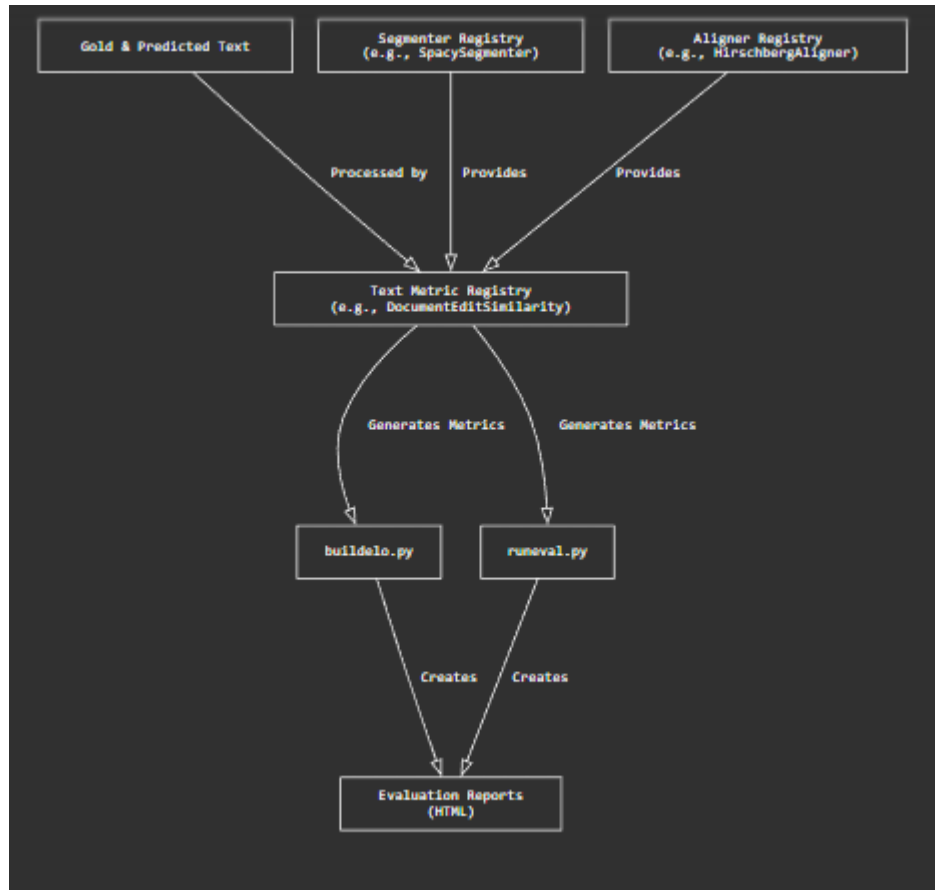 Gold & Predicted Text
Segmenter Registry
(e.g., SpacySegmenter)
Aligner Registry
(e.g., HirschbergAligner)
Processed by
Provides
Provides
Text Metric Registry
(e.g., DocumentEditSimilarity)
Generates Metrics
Generates Metrics
buildelo.py
runeval.py
Creates
Creates
Evaluation Reports
(HTML)